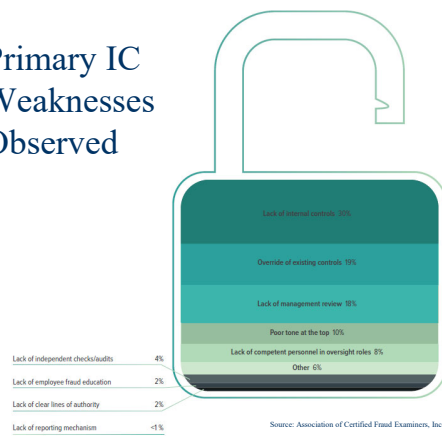 Primary IC
Weaknesses
Observed
Lack of internal controls 30%
Override of existing controls 19%
Lack of management review 18%
Poor tone at the top 10%
Lack of competent personnel in oversight roles 8%
Other 6%
Lack of independent checks/audits 4%
Lack of employee fraud education 2%
Lack of clear lines of authority 2%
Lack of reporting mechanism <1%
Source: Association of Certified Fraud Examiners, Inc